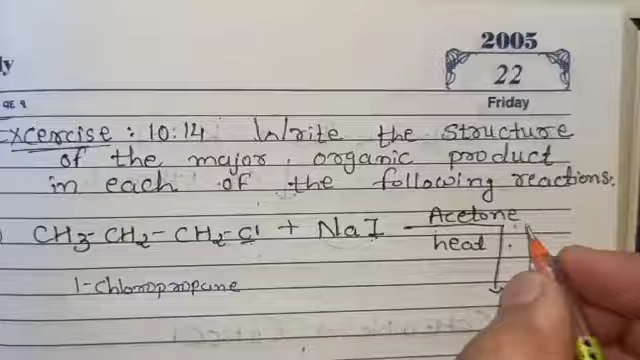 2005
22
Friday
Excercise : 10:14 Write the structure
of the major organic product
in each of the following reactions.
CH3-CH2-CH2-Cl + NaI Acetone
heat
1-chloropropane